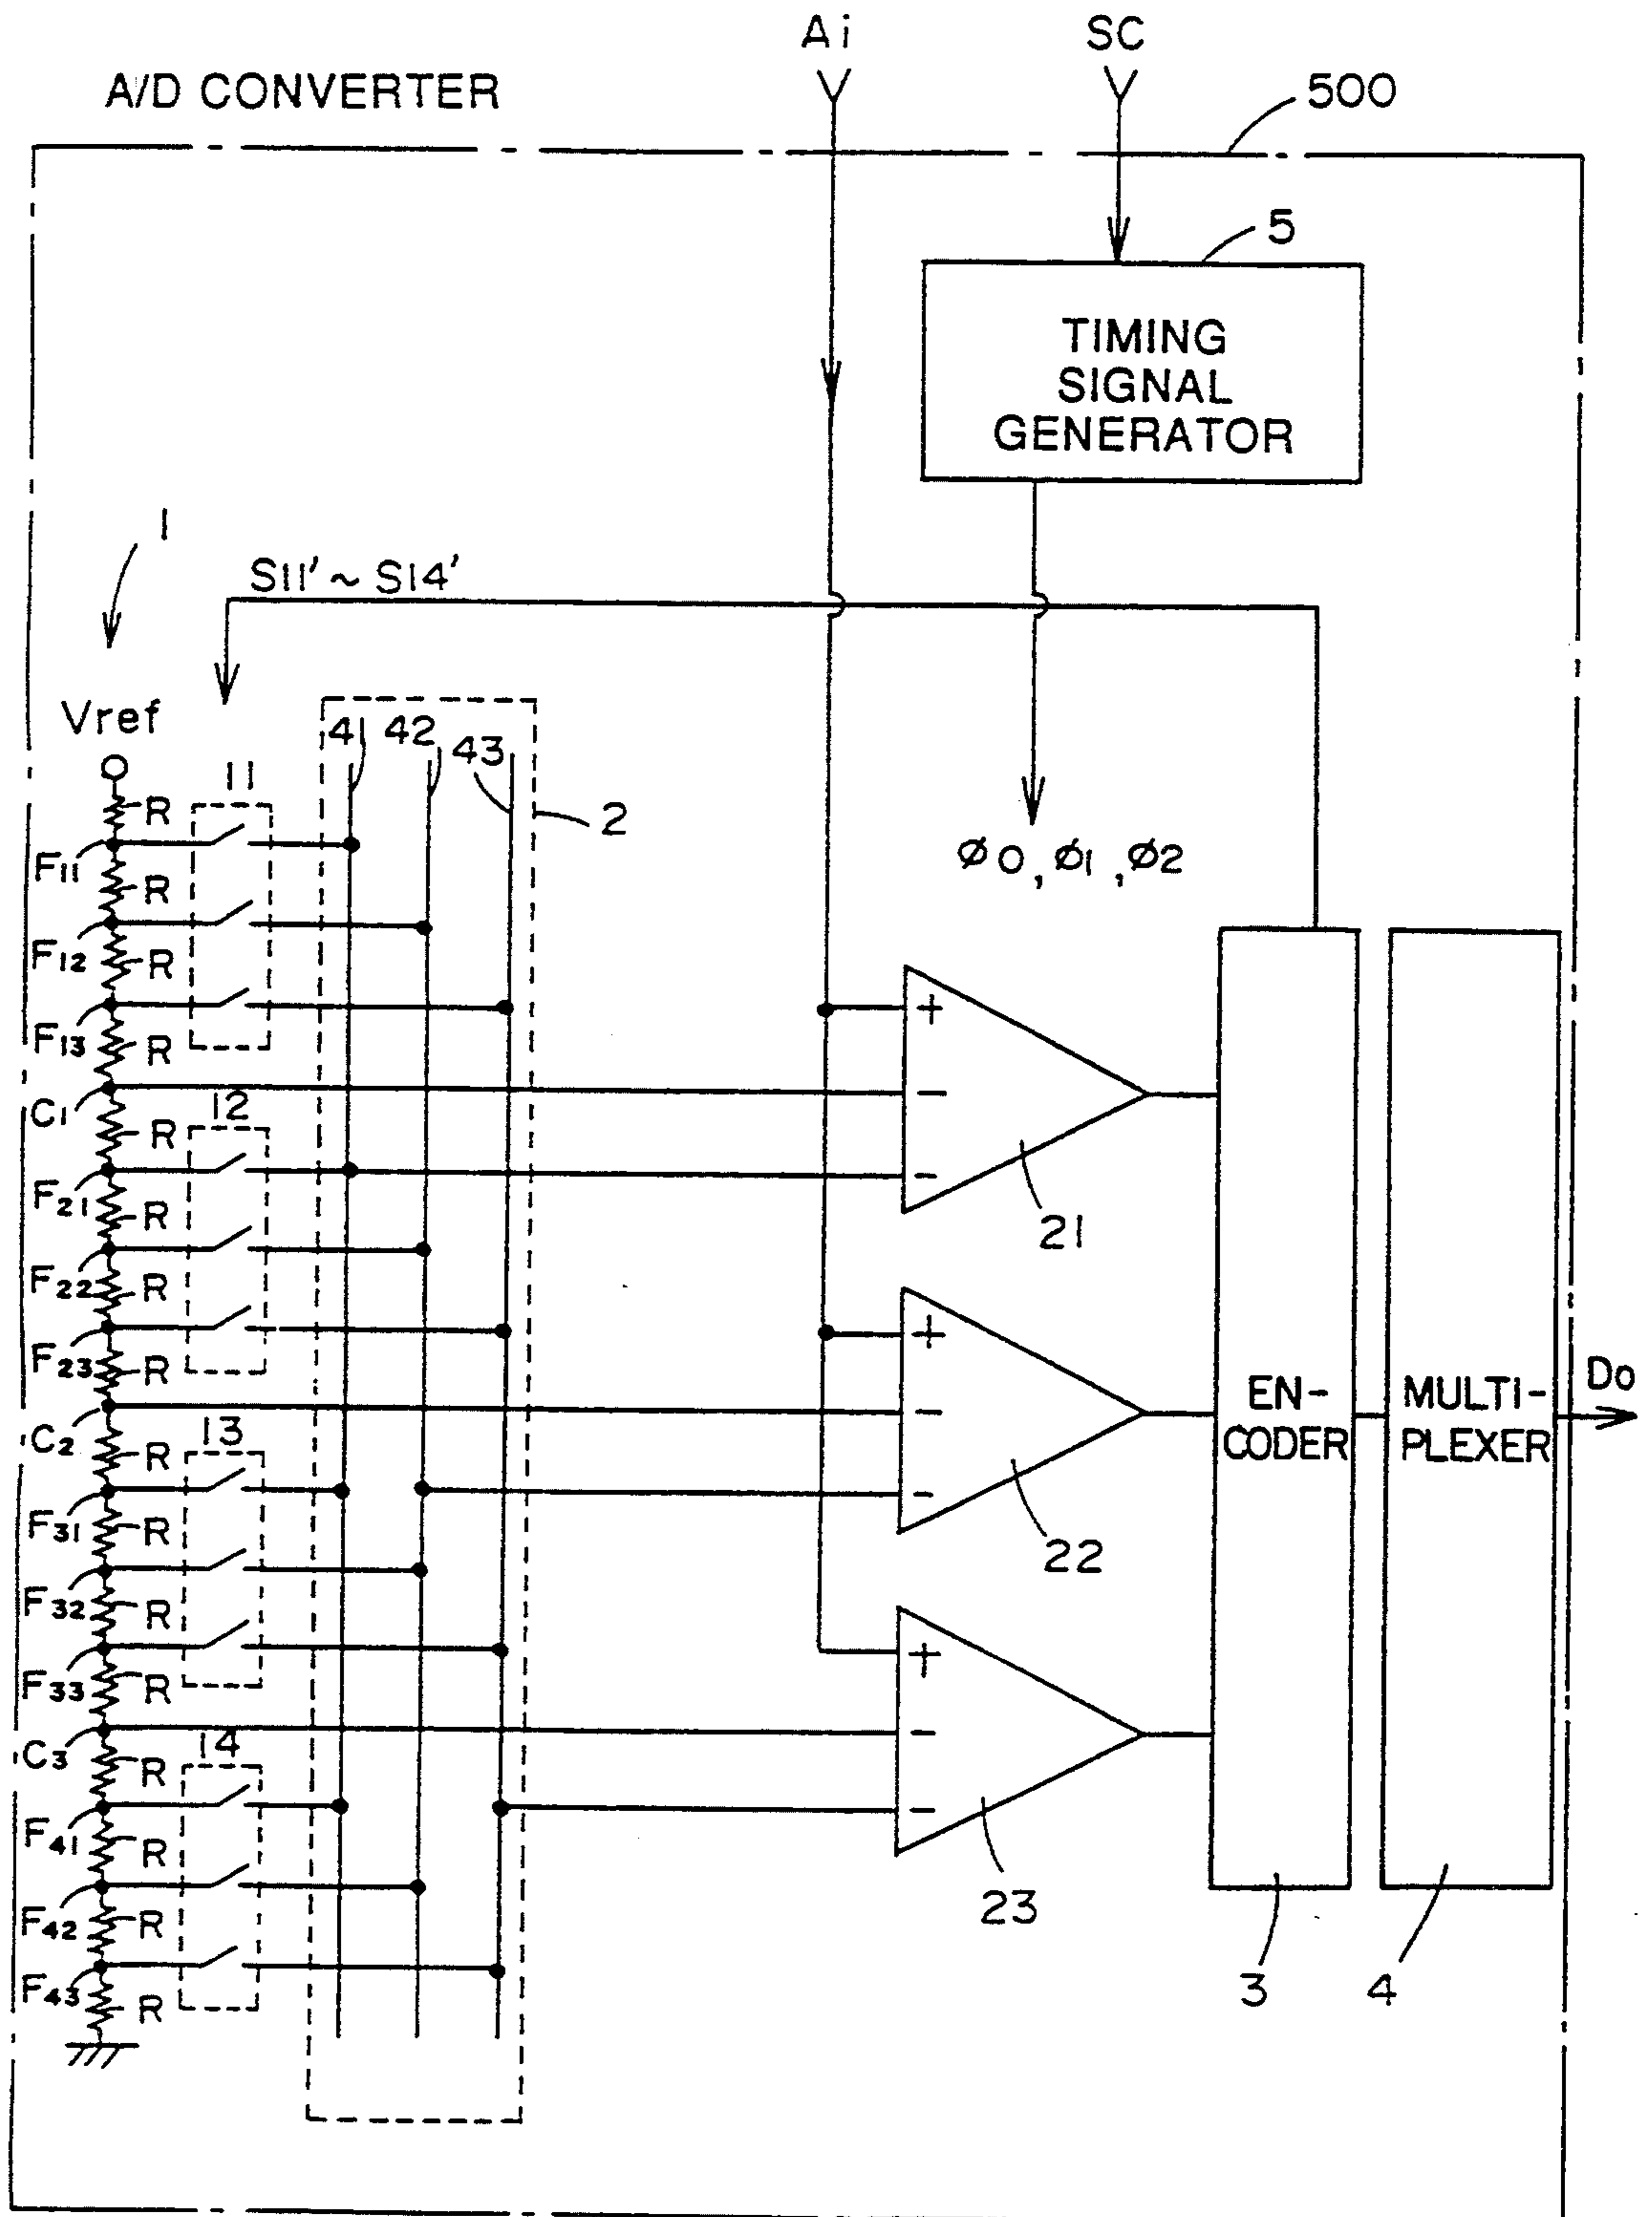 Ai
SC
A/D CONVERTER
500
5
TIMING
SIGNAL
GENERATOR
1
S11' ~ S14'
Vref
41
42
43
2
11
R
F11
R
F12
R
F13
R
C1
12
R
F21
R
F22
R
F23
R
C2
13
R
F31
R
F32
R
F33
R
C3
14
R
F41
R
F42
R
F43
R
ø0, ø1, ø2
+
−
−
21
+
−
−
22
+
−
−
23
EN-
CODER
MULTI-
PLEXER
Do
3
4